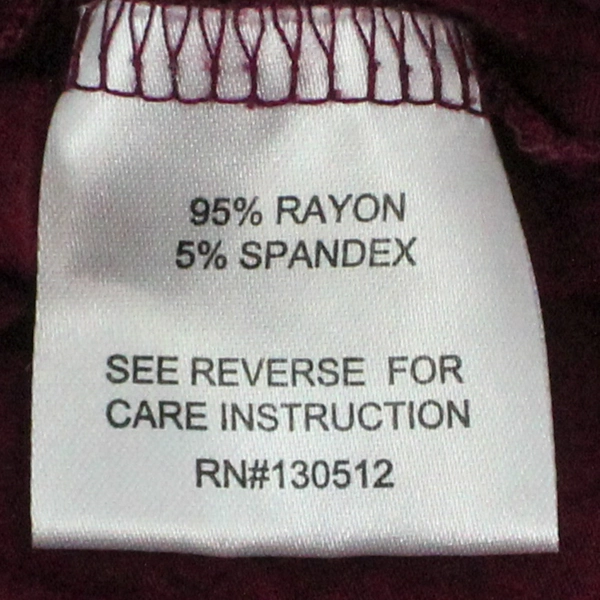 95% RAYON
5% SPANDEX
SEE REVERSE FOR
CARE INSTRUCTION
RN#130512